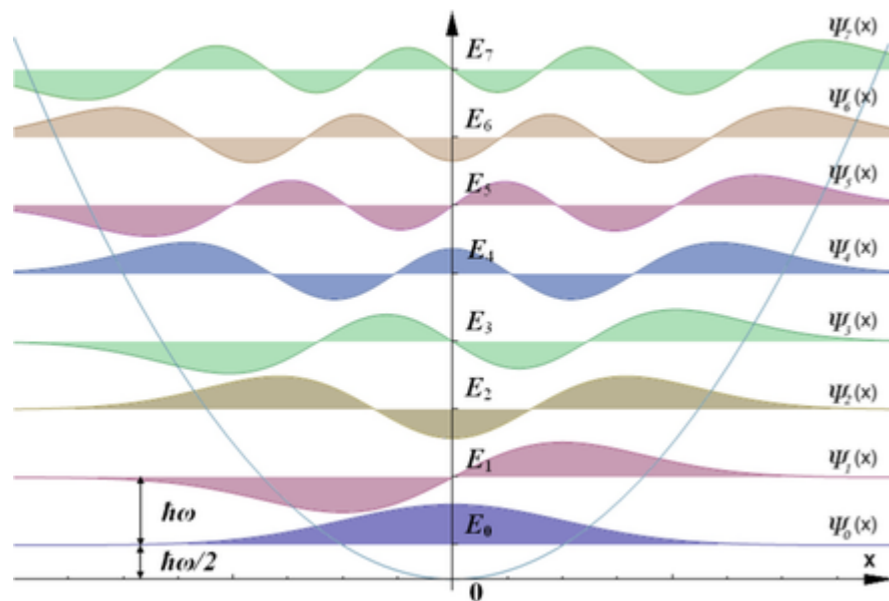 E₇ Ψ₇(x)
E₆ Ψ₆(x)
E₅ Ψ₅(x)
E₄ Ψ₄(x)
E₃ Ψ₃(x)
E₂ Ψ₂(x)
E₁ Ψ₁(x)
ħω
E₀ Ψ₀(x)
ħω/2
x
0